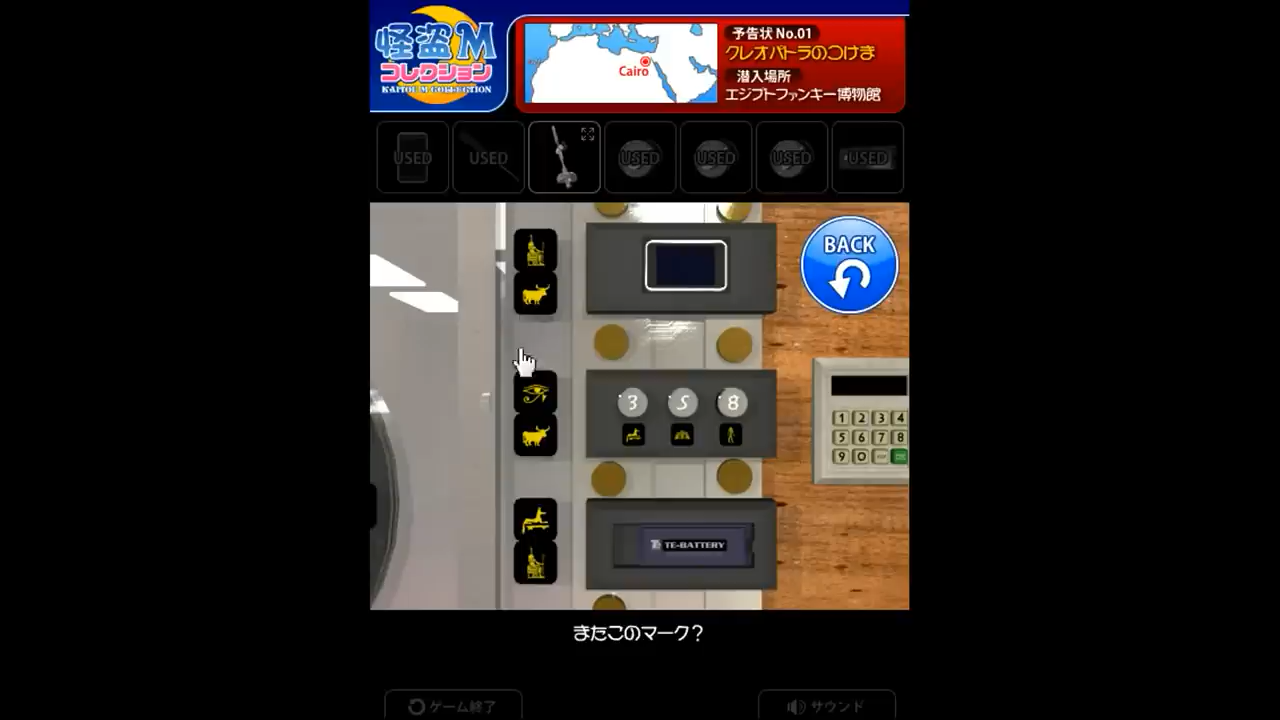 怪盗M
コレクション
KAITOU M COLLECTION
Cairo
予告状 No.01
クレオパトラのつけま
潜入場所
エジプトファンキー博物館
USED
USED
USED
USED
USED
USED
BACK
3 5 8
1 2 3 4
5 6 7 8
9 0
TE-BATTERY
またこのマーク?
ゲーム終了
サウンド